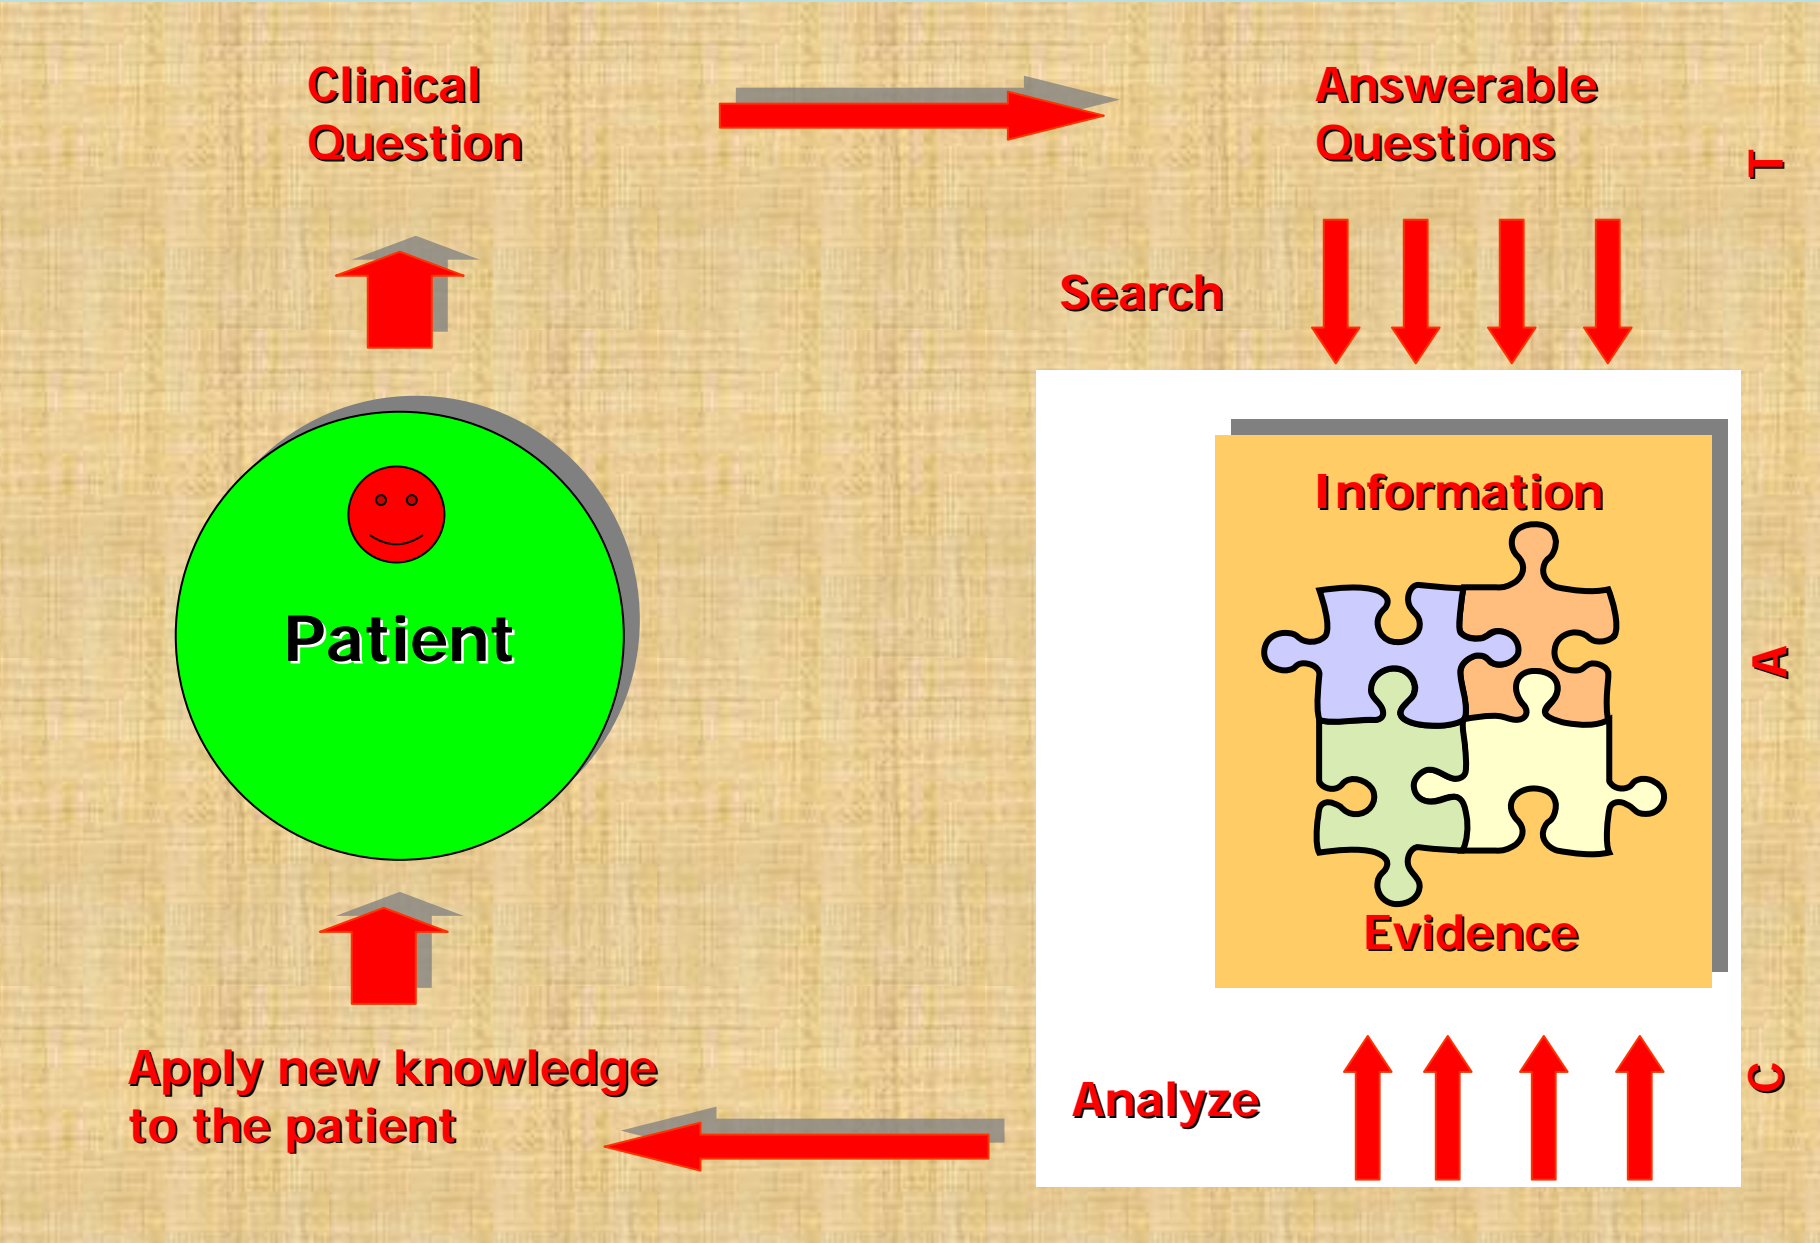 Clinical
Question
Answerable
Questions
T
Search
Information
Patient
A
Evidence
Apply new knowledge
to the patient
Analyze
C